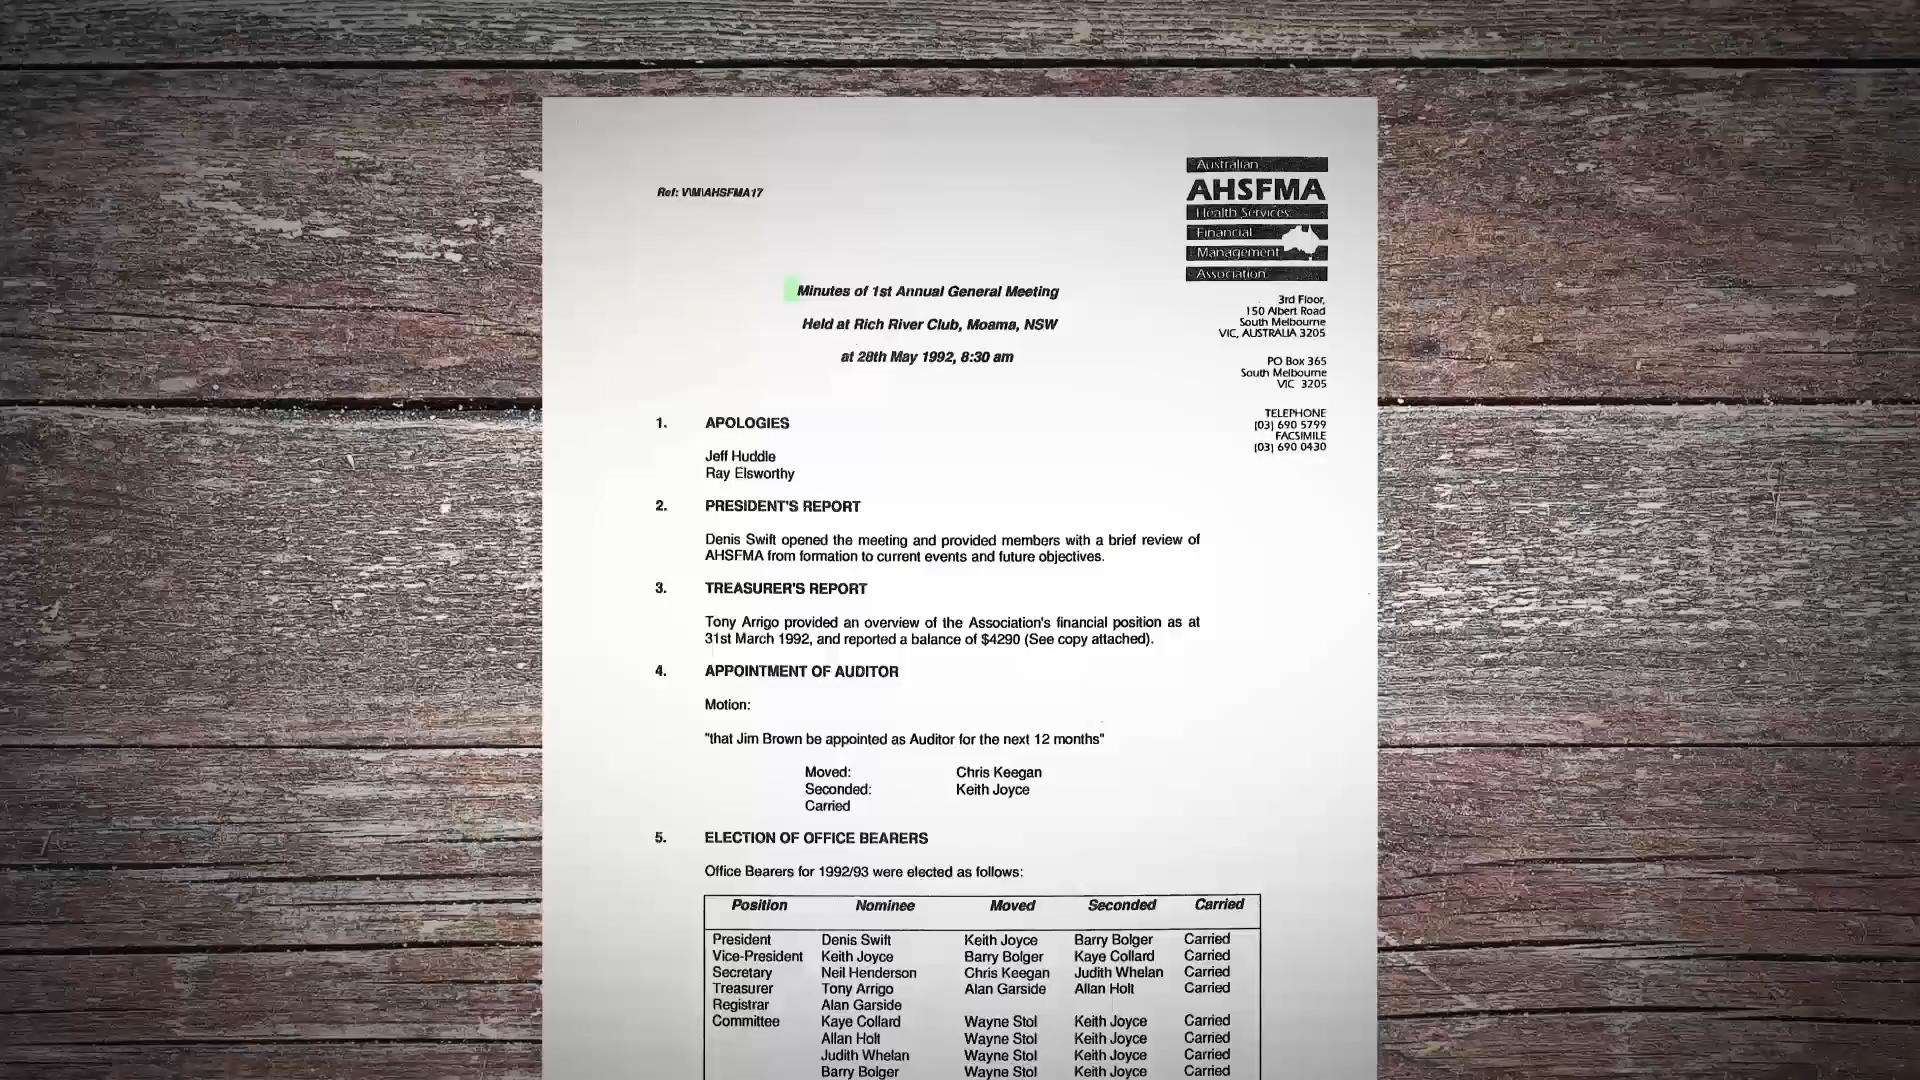 Ref: V\M\AHSFMA17
Australian
AHSFMA
Health Services
Financial
Management
Association
3rd Floor,
150 Albert Road
South Melbourne
VIC, AUSTRALIA 3205
PO Box 365
South Melbourne
VIC 3205
TELEPHONE
(03) 690 5799
FACSIMILE
(03) 690 0430
Minutes of 1st Annual General Meeting
Held at Rich River Club, Moama, NSW
at 28th May 1992, 8:30 am
1. APOLOGIES
Jeff Huddle
Ray Elsworthy
2. PRESIDENT'S REPORT
Denis Swift opened the meeting and provided members with a brief review of
AHSFMA from formation to current events and future objectives.
3. TREASURER'S REPORT
Tony Arrigo provided an overview of the Association's financial position as at
31st March 1992, and reported a balance of $4290 (See copy attached).
4. APPOINTMENT OF AUDITOR
Motion:
"that Jim Brown be appointed as Auditor for the next 12 months"
Moved: Chris Keegan
Seconded: Keith Joyce
Carried
5. ELECTION OF OFFICE BEARERS
Office Bearers for 1992/93 were elected as follows:
Position Nominee Moved Seconded Carried
President Denis Swift Keith Joyce Barry Bolger Carried
Vice-President Keith Joyce Barry Bolger Kaye Collard Carried
Secretary Neil Henderson Chris Keegan Judith Whelan Carried
Treasurer Tony Arrigo Alan Garside Allan Holt Carried
Registrar Alan Garside
Committee Kaye Collard Wayne Stol Keith Joyce Carried
Allan Holt Wayne Stol Keith Joyce Carried
Judith Whelan Wayne Stol Keith Joyce Carried
Barry Bolger Wayne Stol Keith Joyce Carried